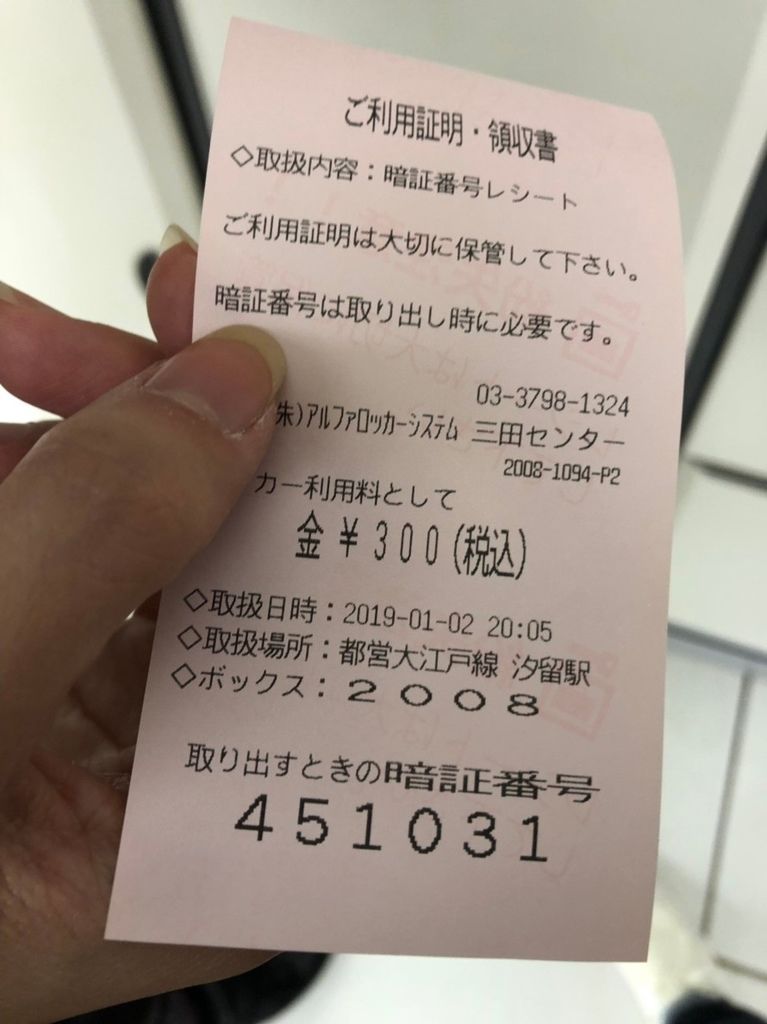 ご利用証明・領収書
◇取扱内容：暗証番号レシート
ご利用証明は大切に保管して下さい。
暗証番号は取り出し時に必要です。
03-3798-1324
朱)アルファロッカーシステム 三田センター
2008-1094-P2
カー利用料として
金￥300(税込)
◇取扱日時：2019-01-02 20:05
◇取扱場所：都営大江戸線 汐留駅
◇ボックス：２００８
取り出すときの暗証番号
451031